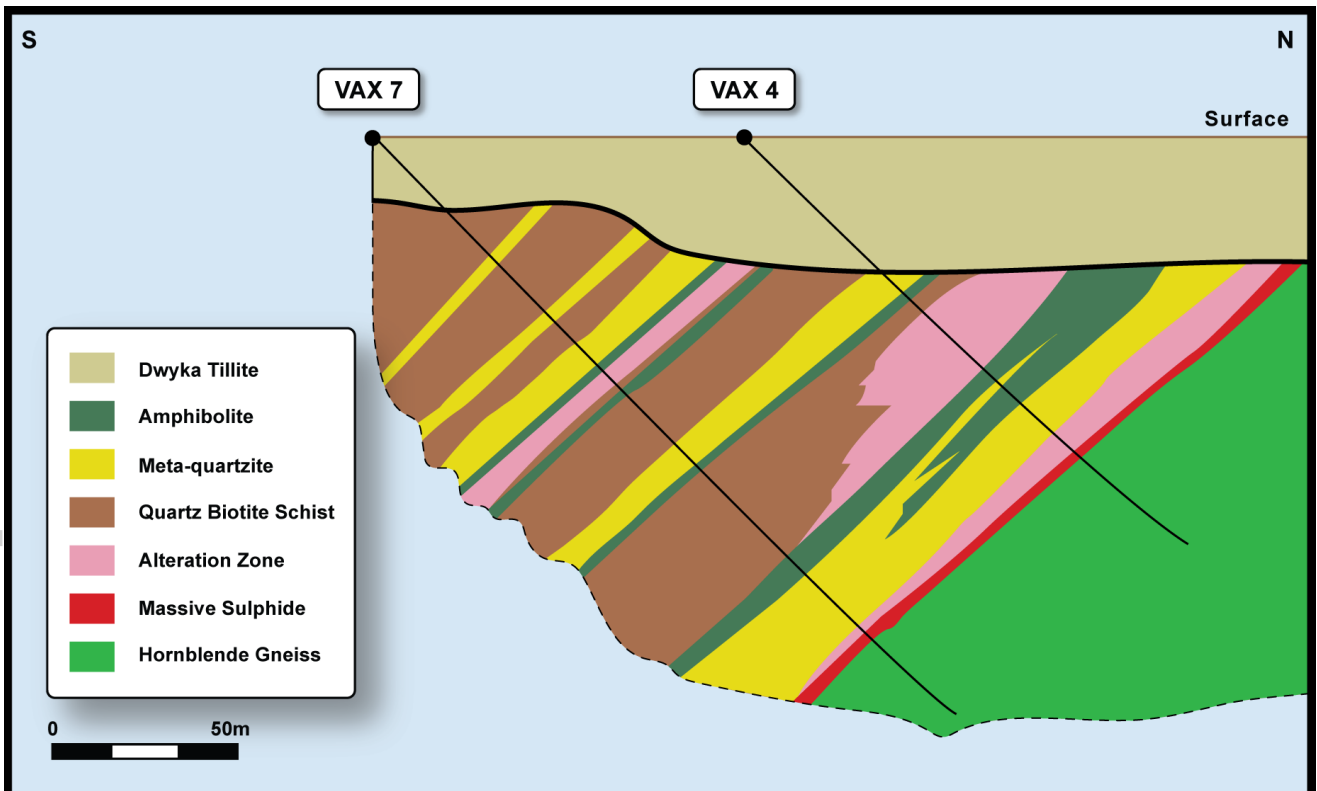 S
N
VAX 7
VAX 4
Surface
Dwyka Tillite
Amphibolite
Meta-quartzite
Quartz Biotite Schist
Alteration Zone
Massive Sulphide
Hornblende Gneiss
0
50m